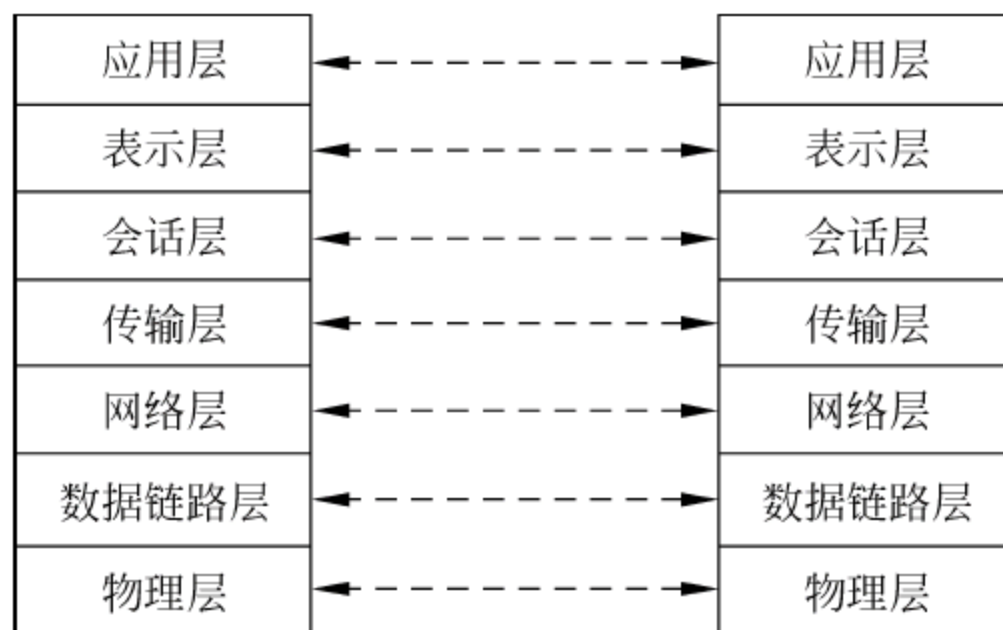 应用层 应用层
表示层 表示层
会话层 会话层
传输层 传输层
网络层 网络层
数据链路层 数据链路层
物理层 物理层